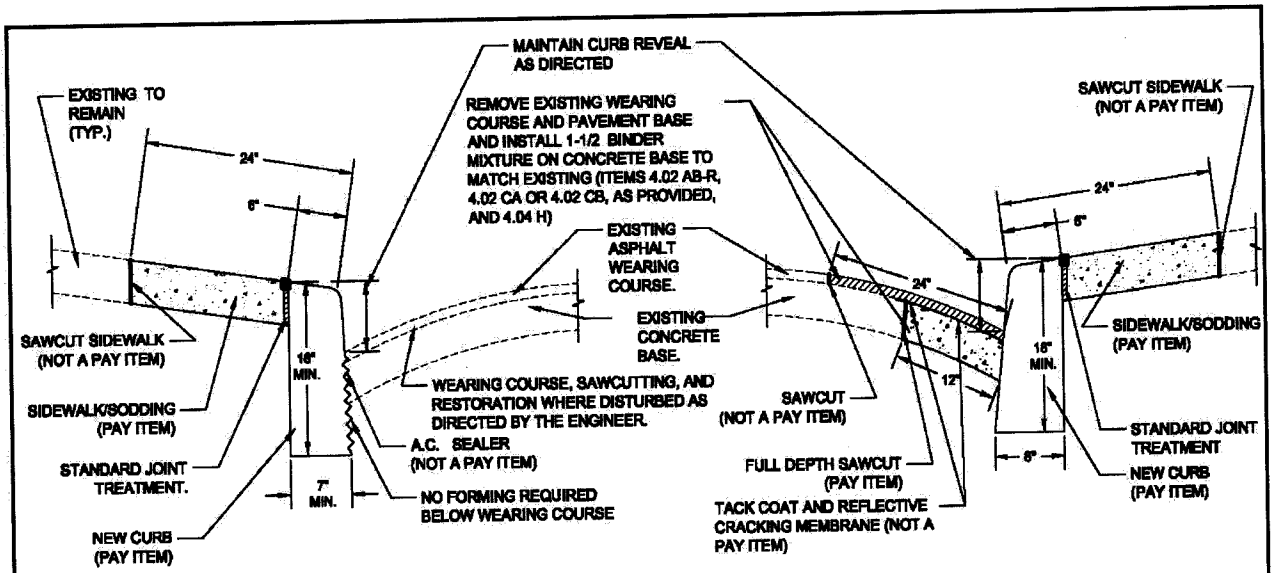 MAINTAIN CURB REVEAL
AS DIRECTED
EXISTING TO
REMAIN
(TYP.)
REMOVE EXISTING WEARING
COURSE AND PAVEMENT BASE
AND INSTALL 1-1/2 BINDER
MIXTURE ON CONCRETE BASE TO
MATCH EXISTING (ITEMS 4.02 AB-R,
4.02 CA OR 4.02 CB, AS PROVIDED,
AND 4.04 H)
SAWCUT SIDEWALK
(NOT A PAY ITEM)
24"
6"
24"
6"
EXISTING
ASPHALT
WEARING
COURSE.
EXISTING
CONCRETE
BASE.
24"
12"
SAWCUT SIDEWALK
(NOT A PAY ITEM)
18"
MIN.
18"
MIN.
SIDEWALK/SODDING
(PAY ITEM)
WEARING COURSE, SAWCUTTING, AND
RESTORATION WHERE DISTURBED AS
DIRECTED BY THE ENGINEER.
SAWCUT
(NOT A PAY ITEM)
SIDEWALK/SODDING
(PAY ITEM)
A.C. SEALER
(NOT A PAY ITEM)
STANDARD JOINT
TREATMENT
STANDARD JOINT
TREATMENT.
FULL DEPTH SAWCUT
(PAY ITEM)
8"
NEW CURB
(PAY ITEM)
7"
MIN.
NO FORMING REQUIRED
BELOW WEARING COURSE
TACK COAT AND REFLECTIVE
CRACKING MEMBRANE (NOT A
PAY ITEM)
NEW CURB
(PAY ITEM)